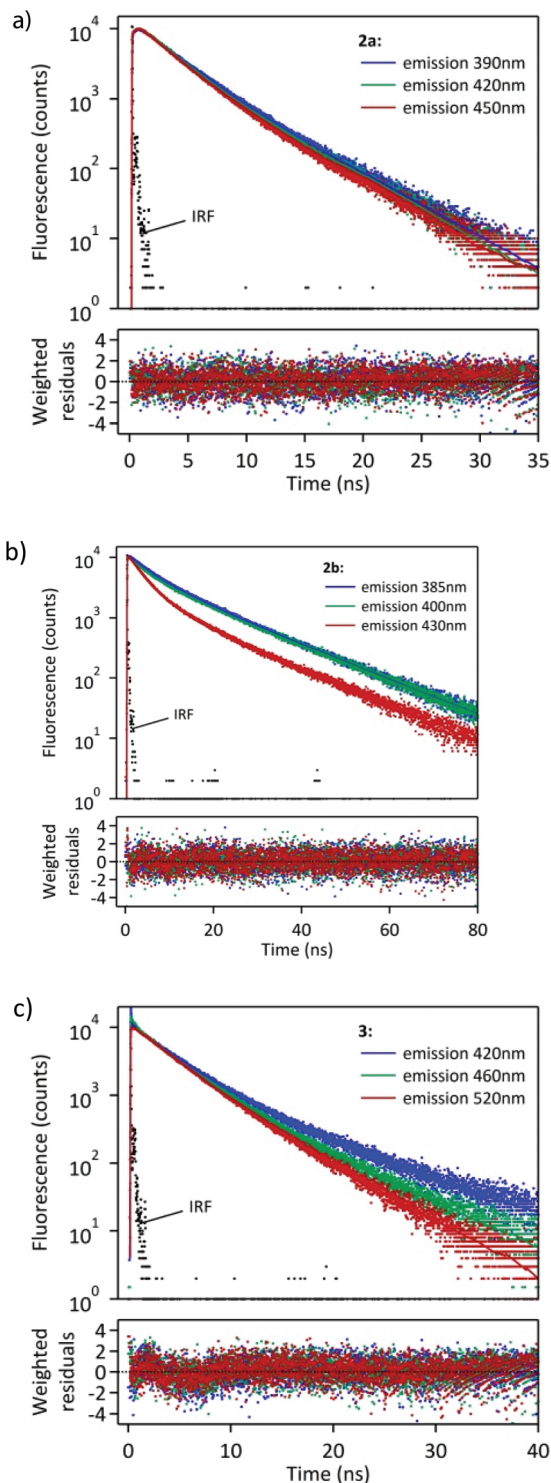 a)
2a:
emission 390nm
emission 420nm
emission 450nm
10⁴
10³
10²
10¹
10⁰
Fluorescence (counts)
IRF
4
2
0
-2
-4
Weighted residuals
0 5 10 15 20 25 30 35
Time (ns)
b)
2b:
emission 385nm
emission 400nm
emission 430nm
10⁴
10³
10²
10¹
10⁰
Fluorescence (counts)
IRF
4
2
0
-2
-4
Weighted residuals
0 20 40 60 80
Time (ns)
c)
3:
emission 420nm
emission 460nm
emission 520nm
10⁴
10³
10²
10¹
10⁰
Fluorescence (counts)
IRF
4
2
0
-2
-4
Weighted residuals
0 10 20 30 40
Time (ns)